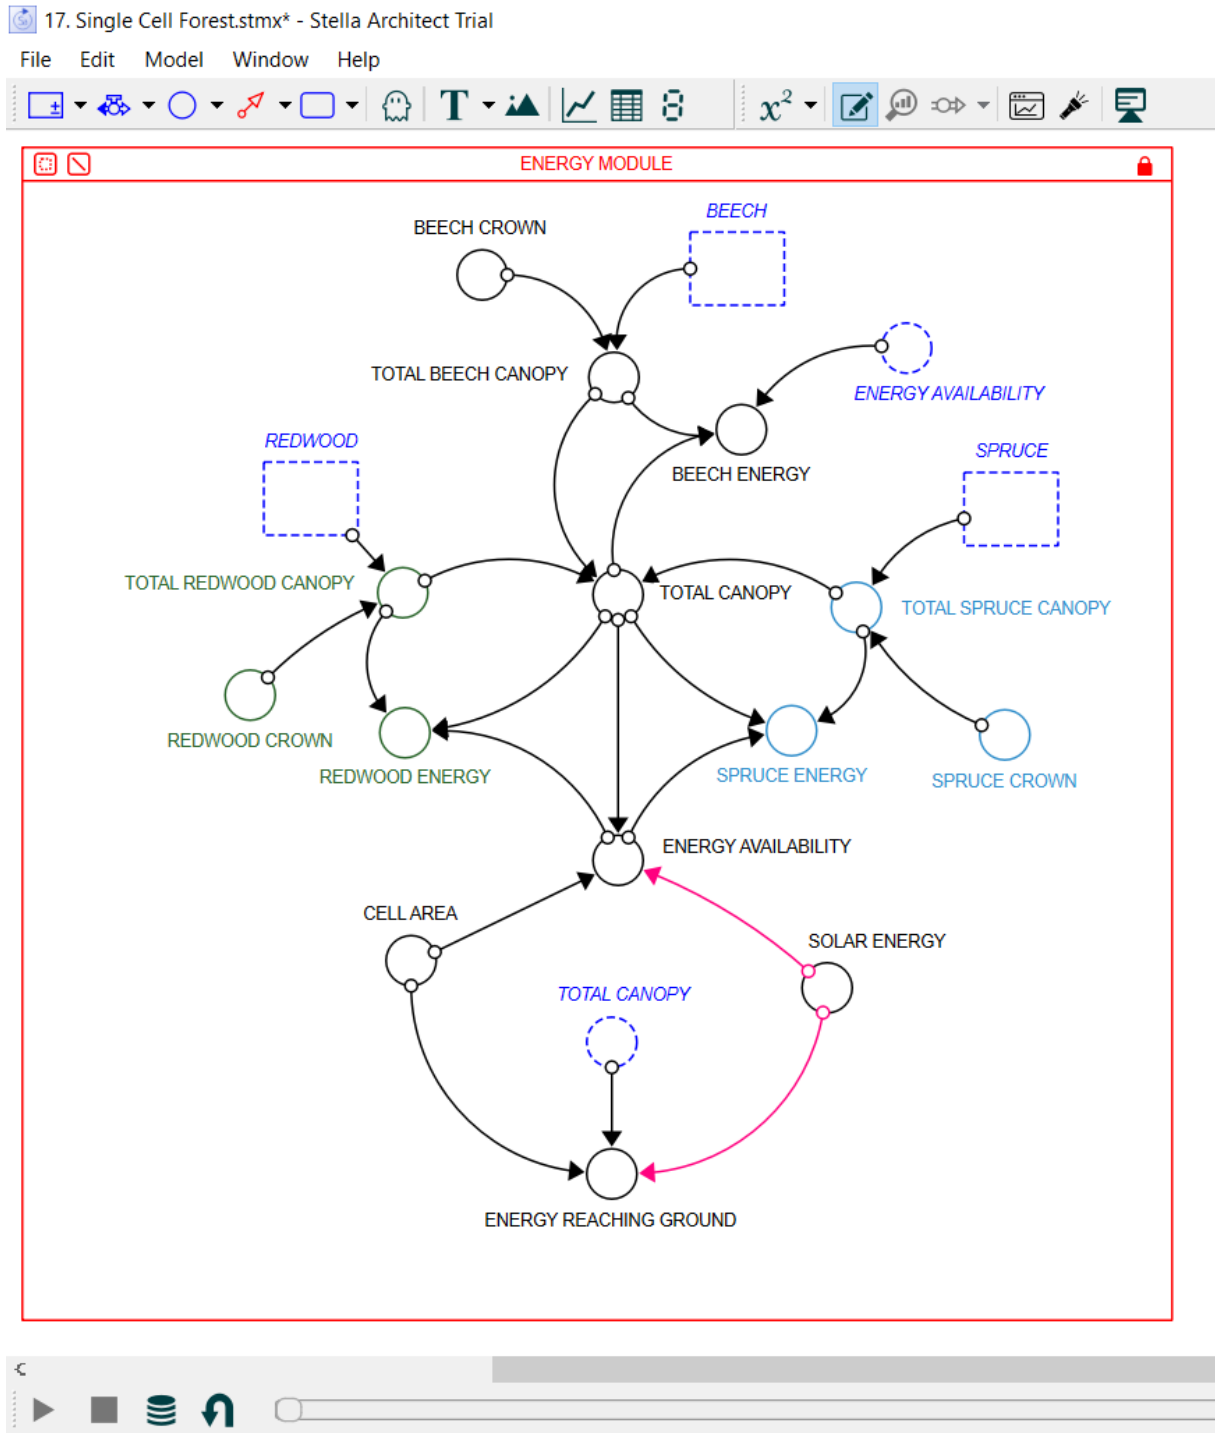 17. Single Cell Forest.stmx* - Stella Architect Trial
File Edit Model Window Help
T x²
ENERGY MODULE
BEECH
BEECH CROWN
TOTAL BEECH CANOPY
ENERGY AVAILABILITY
REDWOOD
SPRUCE
BEECH ENERGY
TOTAL REDWOOD CANOPY
TOTAL CANOPY
TOTAL SPRUCE CANOPY
REDWOOD CROWN
REDWOOD ENERGY
SPRUCE ENERGY
SPRUCE CROWN
ENERGY AVAILABILITY
CELL AREA
SOLAR ENERGY
TOTAL CANOPY
ENERGY REACHING GROUND